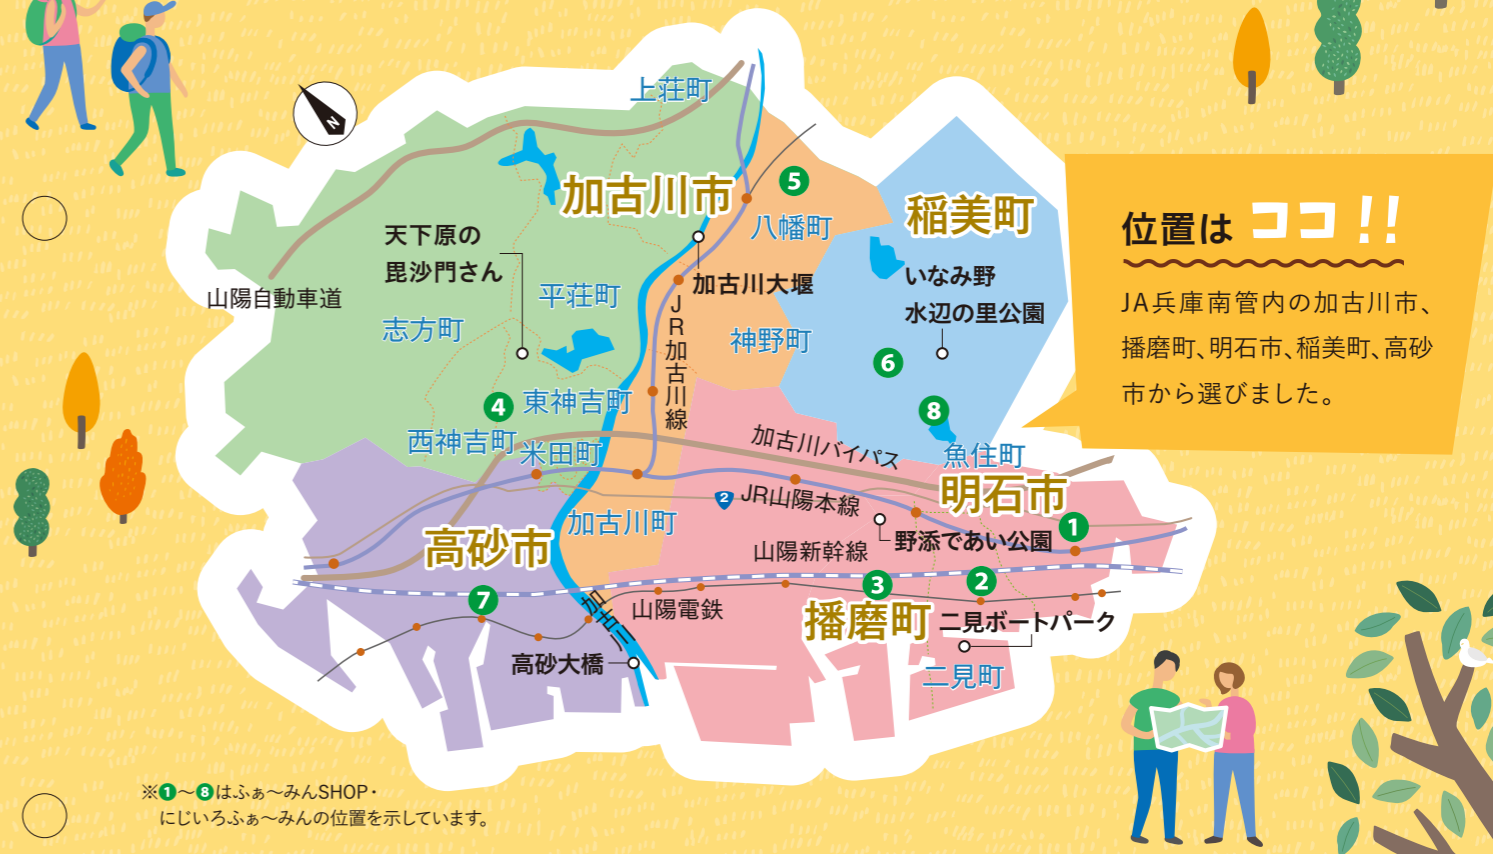 上荘町
N
加古川市
5
八幡町
稲美町
天下原の
毘沙門さん
加古川大堰
いなみ野
水辺の里公園
山陽自動車道
平荘町
志方町
JR加古川線
神野町
6
4
東神吉町
8
西神吉町
米田町
加古川バイパス
魚住町
明石市
2
JR山陽本線
加古川町
1
高砂市
野添であい公園
山陽新幹線
3
2
7
加古川
山陽電鉄
播磨町
二見ボートパーク
高砂大橋
二見町
位置は ココ!!
JA兵庫南管内の加古川市、
播磨町、明石市、稲美町、高砂
市から選びました。
※1〜8はふぁ〜みんSHOP・
にじいろふぁ〜みんの位置を示しています。